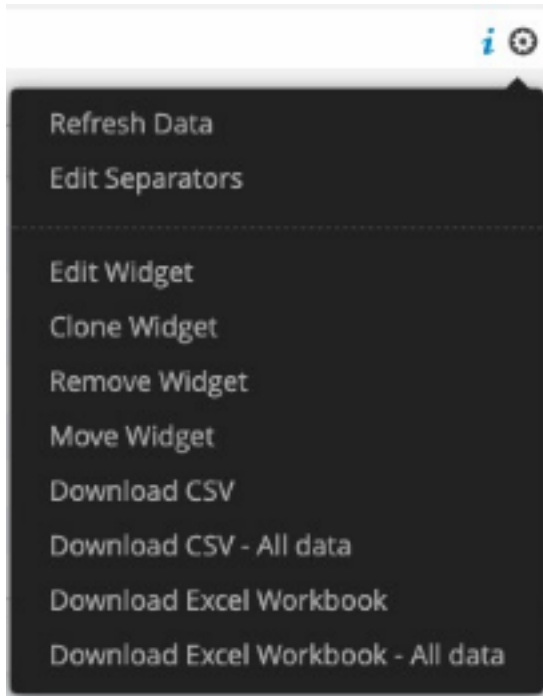 i
Refresh Data
Edit Separators
Edit Widget
Clone Widget
Remove Widget
Move Widget
Download CSV
Download CSV - All data
Download Excel Workbook
Download Excel Workbook - All data